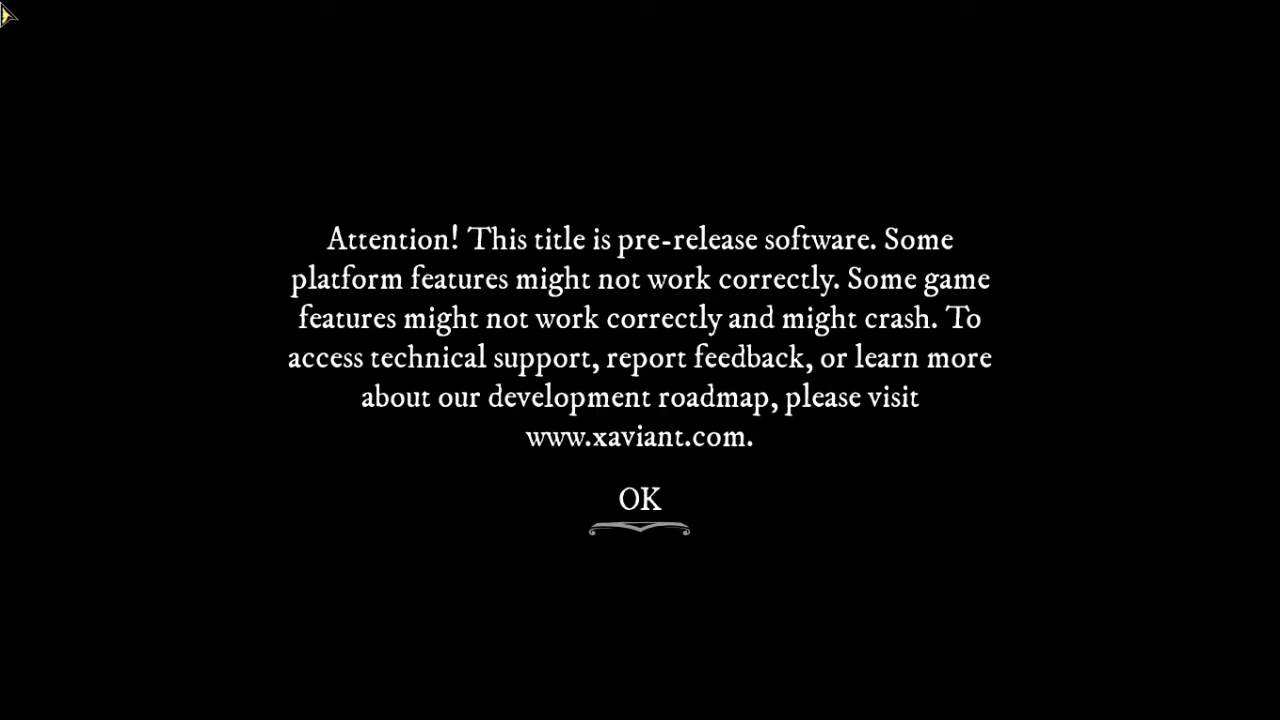 Attention! This title is pre-release software. Some
platform features might not work correctly. Some game
features might not work correctly and might crash. To
access technical support, report feedback, or learn more
about our development roadmap, please visit
www.xaviant.com.
OK